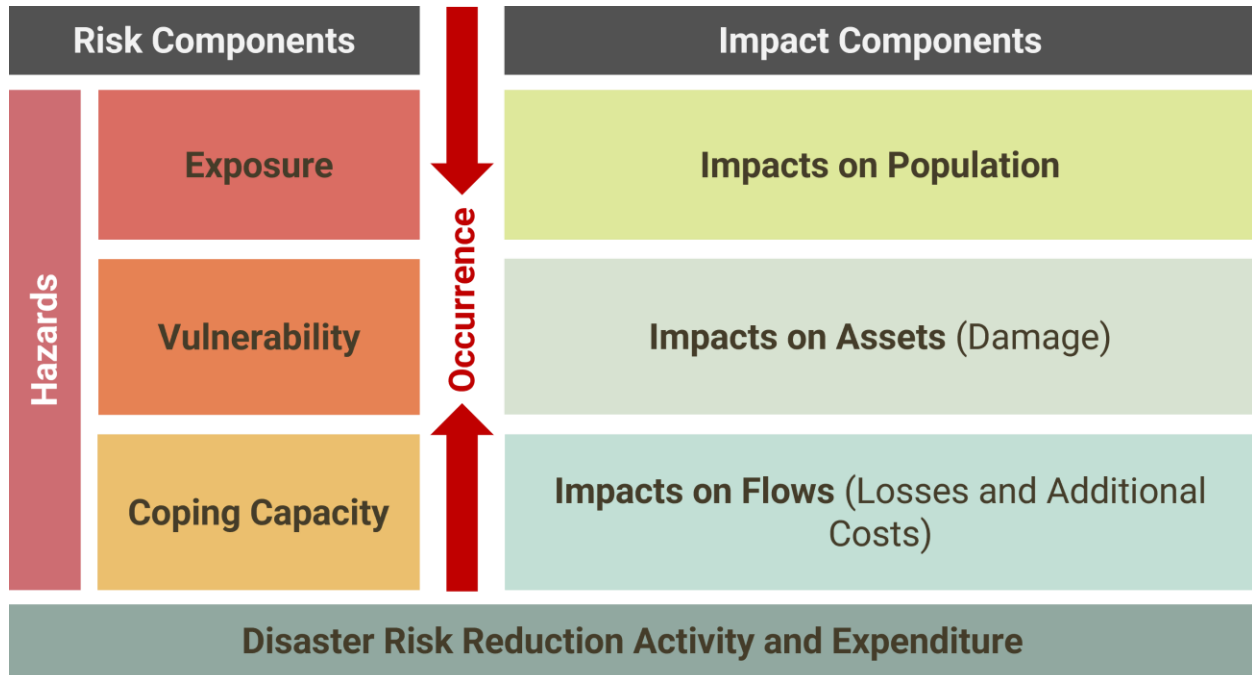 Risk Components
Impact Components
Hazards
Exposure
Occurrence
Impacts on Population
Vulnerability
Impacts on Assets (Damage)
Coping Capacity
Impacts on Flows (Losses and Additional
Costs)
Disaster Risk Reduction Activity and Expenditure